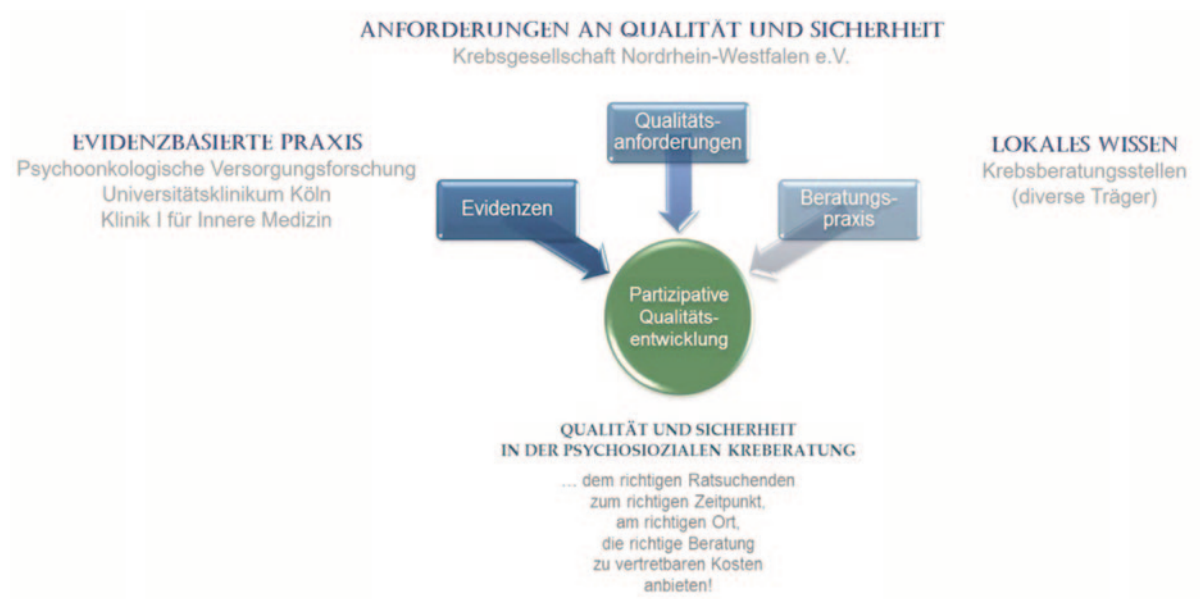 ANFORDERUNGEN AN QUALITÄT UND SICHERHEIT
Krebsgesellschaft Nordrhein-Westfalen e.V.
EVIDENZBASIERTE PRAXIS
Psychoonkologische Versorgungsforschung
Universitätsklinikum Köln
Klinik I für Innere Medizin
LOKALES WISSEN
Krebsberatungsstellen
(diverse Träger)
Evidenzen
Qualitäts-
anforderungen
Beratungs-
praxis
Partizipative
Qualitäts-
entwicklung
QUALITÄT UND SICHERHEIT
IN DER PSYCHOSIOZIALEN KREBERATUNG
... dem richtigen Ratsuchenden
zum richtigen Zeitpunkt,
am richtigen Ort,
die richtige Beratung
zu vertretbaren Kosten
anbieten!